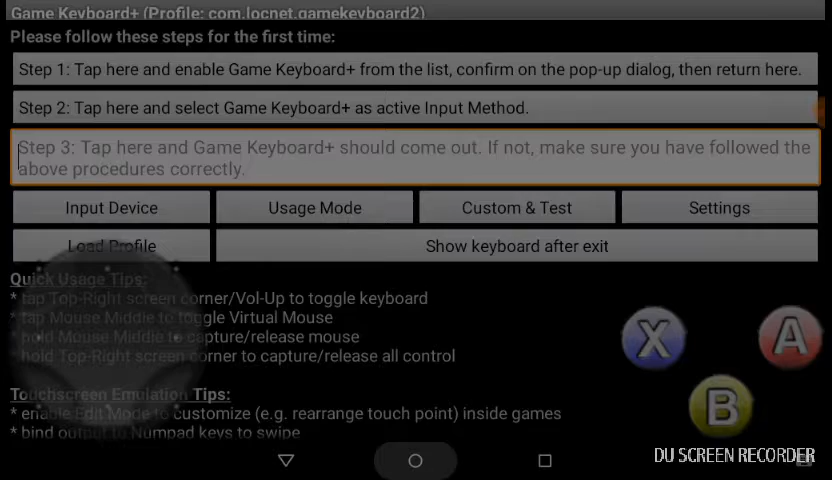 Game Keyboard+ (Profile: com.locnet.gamekeyboard2)
Please follow these steps for the first time:
Step 1: Tap here and enable Game Keyboard+ from the list, confirm on the pop-up dialog, then return here.
Step 2: Tap here and select Game Keyboard+ as active Input Method.
Step 3: Tap here and Game Keyboard+ should come out. If not, make sure you have followed the
above procedures correctly.
Input Device Usage Mode Custom & Test Settings
Load Profile Show keyboard after exit
Quick Usage Tips:
* tap Top-Right screen corner/Vol-Up to toggle keyboard
* tap Mouse Middle to toggle Virtual Mouse
* hold Mouse Middle to capture/release mouse
* hold Top-Right screen corner to capture/release all control
X A
Touchscreen Emulation Tips:
* enable Edit Mode to customize (e.g. rearrange touch point) inside games
B
* bind output to Numpad keys to swipe
DU SCREEN RECORDER